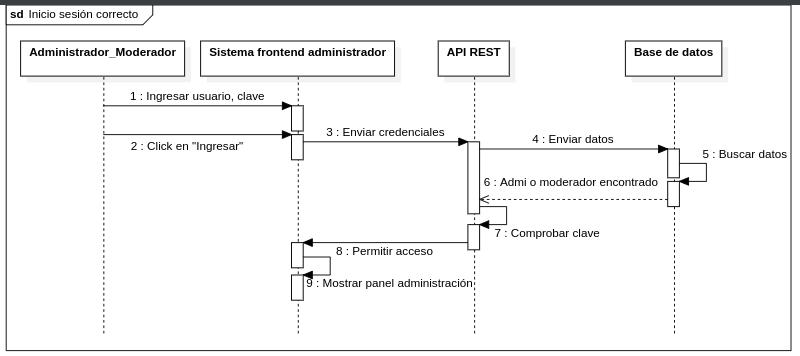 sd Inicio sesión correcto
Administrador_Moderador
Sistema frontend administrador
API REST
Base de datos
1 : Ingresar usuario, clave
2 : Click en "Ingresar"
3 : Enviar credenciales
4 : Enviar datos
5 : Buscar datos
6 : Admi o moderador encontrado
7 : Comprobar clave
8 : Permitir acceso
9 : Mostrar panel administración